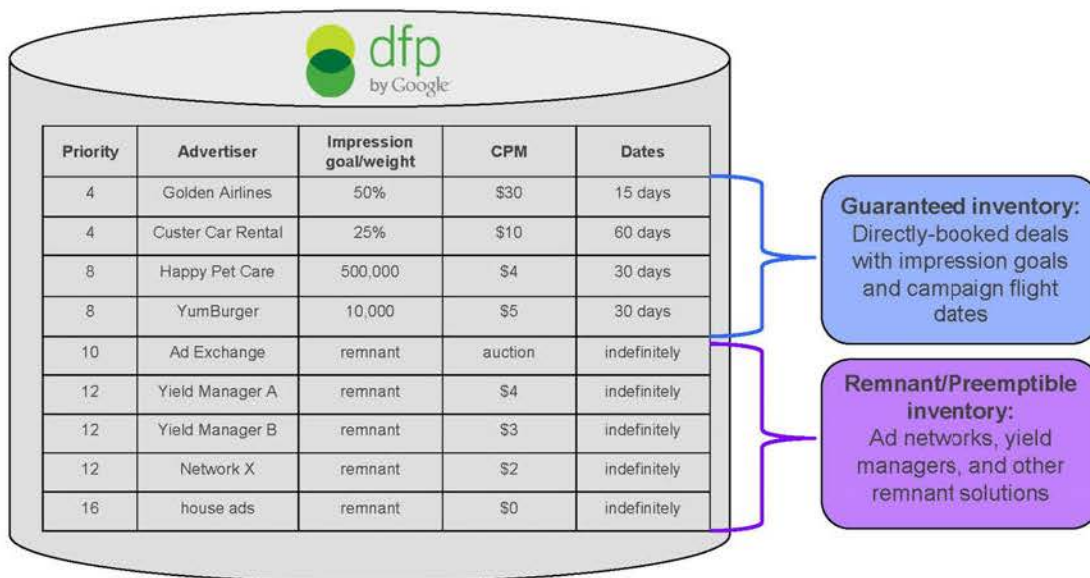 dfp
by Google
Priority Advertiser Impression goal/weight CPM Dates
4 Golden Airlines 50% $30 15 days
4 Custer Car Rental 25% $10 60 days
8 Happy Pet Care 500,000 $4 30 days
8 YumBurger 10,000 $5 30 days
10 Ad Exchange remnant auction indefinitely
12 Yield Manager A remnant $4 indefinitely
12 Yield Manager B remnant $3 indefinitely
12 Network X remnant $2 indefinitely
16 house ads remnant $0 indefinitely
Guaranteed inventory:
Directly-booked deals
with impression goals
and campaign flight
dates
Remnant/Preemptible
inventory:
Ad networks, yield
managers, and other
remnant solutions